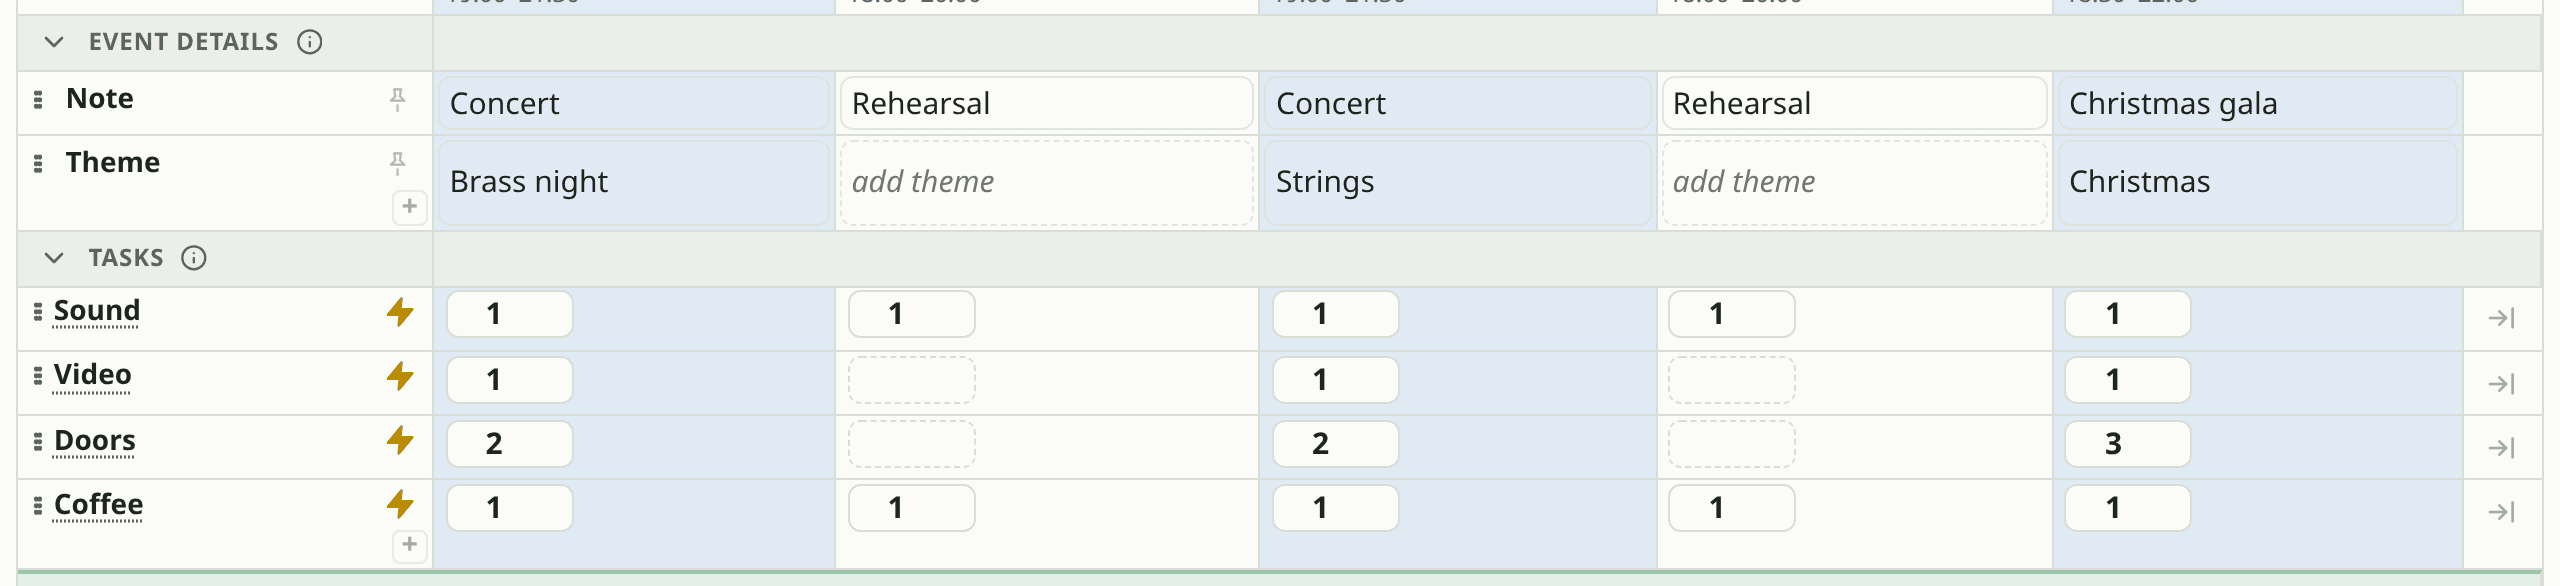 EVENT DETAILS
Note Concert Rehearsal Concert Rehearsal Christmas gala
Theme Brass night add theme Strings add theme Christmas
TASKS
Sound 1 1 1 1 1
Video 1 1 1
Doors 2 2 3
Coffee 1 1 1 1 1